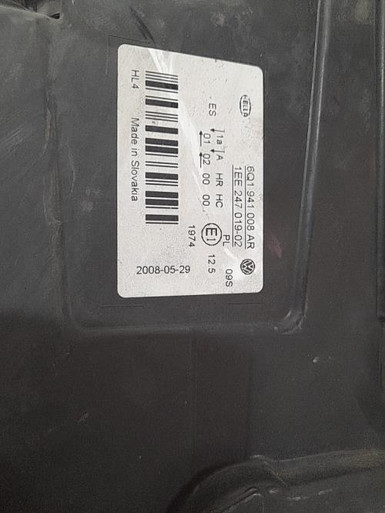 HELLA
6Q1 941 008 AR
1EE 247 019-02
09S
PL
1a A HR HC
ES 01 02 00 00
E1 12 5
1974
HL4 Made in Slovakia
2008-05-29